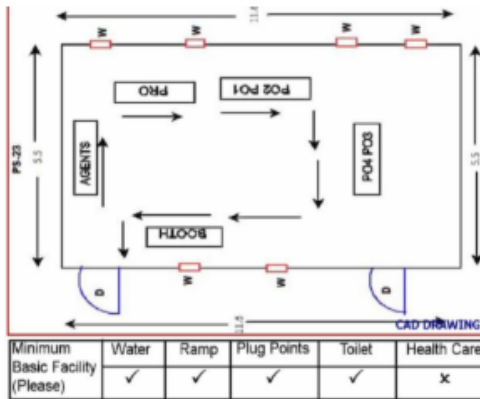 11.4
W W W W
PRO
PO2 PO1
PS-23
5.5
AGENTS
PO4 PO3
5.5
BOOTH
D
W
W
D
CAD DRAWING
11.6
Minimum Basic Facility (Please) Water Ramp Plug Points Toilet Health Care
✓ ✓ ✓ ✓ x